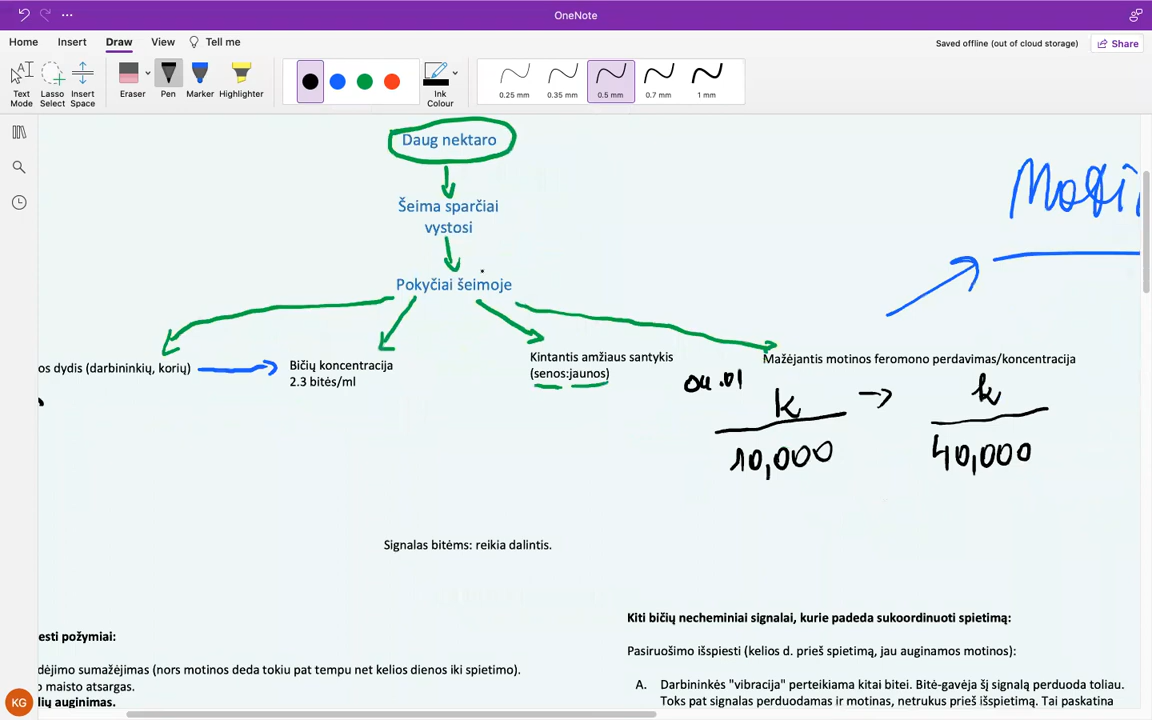 OneNote
Home Insert Draw View Tell me
Saved offline (out of cloud storage) Share
Text Mode
Lasso Select
Insert Space
Eraser
Pen
Marker
Highlighter
Ink Colour
0.25 mm 0.35 mm 0.5 mm 0.7 mm 1 mm
Daug nektaro
Šeima sparčiai
vystosi
Pokyčiai šeimoje
os dydis (darbininkių, korių)
Bičių koncentracija
2.3 bitės/ml
Kintantis amžiaus santykis
(senos:jaunos)
Mažėjantis motinos feromono perdavimas/koncentracija
04.01
k
10,000
k
40,000
Signalas bitėms: reikia dalintis.
esti požymiai:
dėjimo sumažėjimas (nors motinos deda tokiu pat tempu net kelios dienos iki spietimo).
o maisto atsargas.
lių auginimas.
Kiti bičių necheminiai signalai, kurie padeda sukoordinuoti spietimą:
Pasiruošimo išspiesti (kelios d. prieš spietimą, jau auginamos motinos):
A. Darbininkės "vibracija" perteikiama kitai bitei. Bitė-gavėja šį signalą perduoda toliau.
Toks pat signalas perduodamas ir motinas, netrukus prieš išspietimą. Tai paskatina
KG